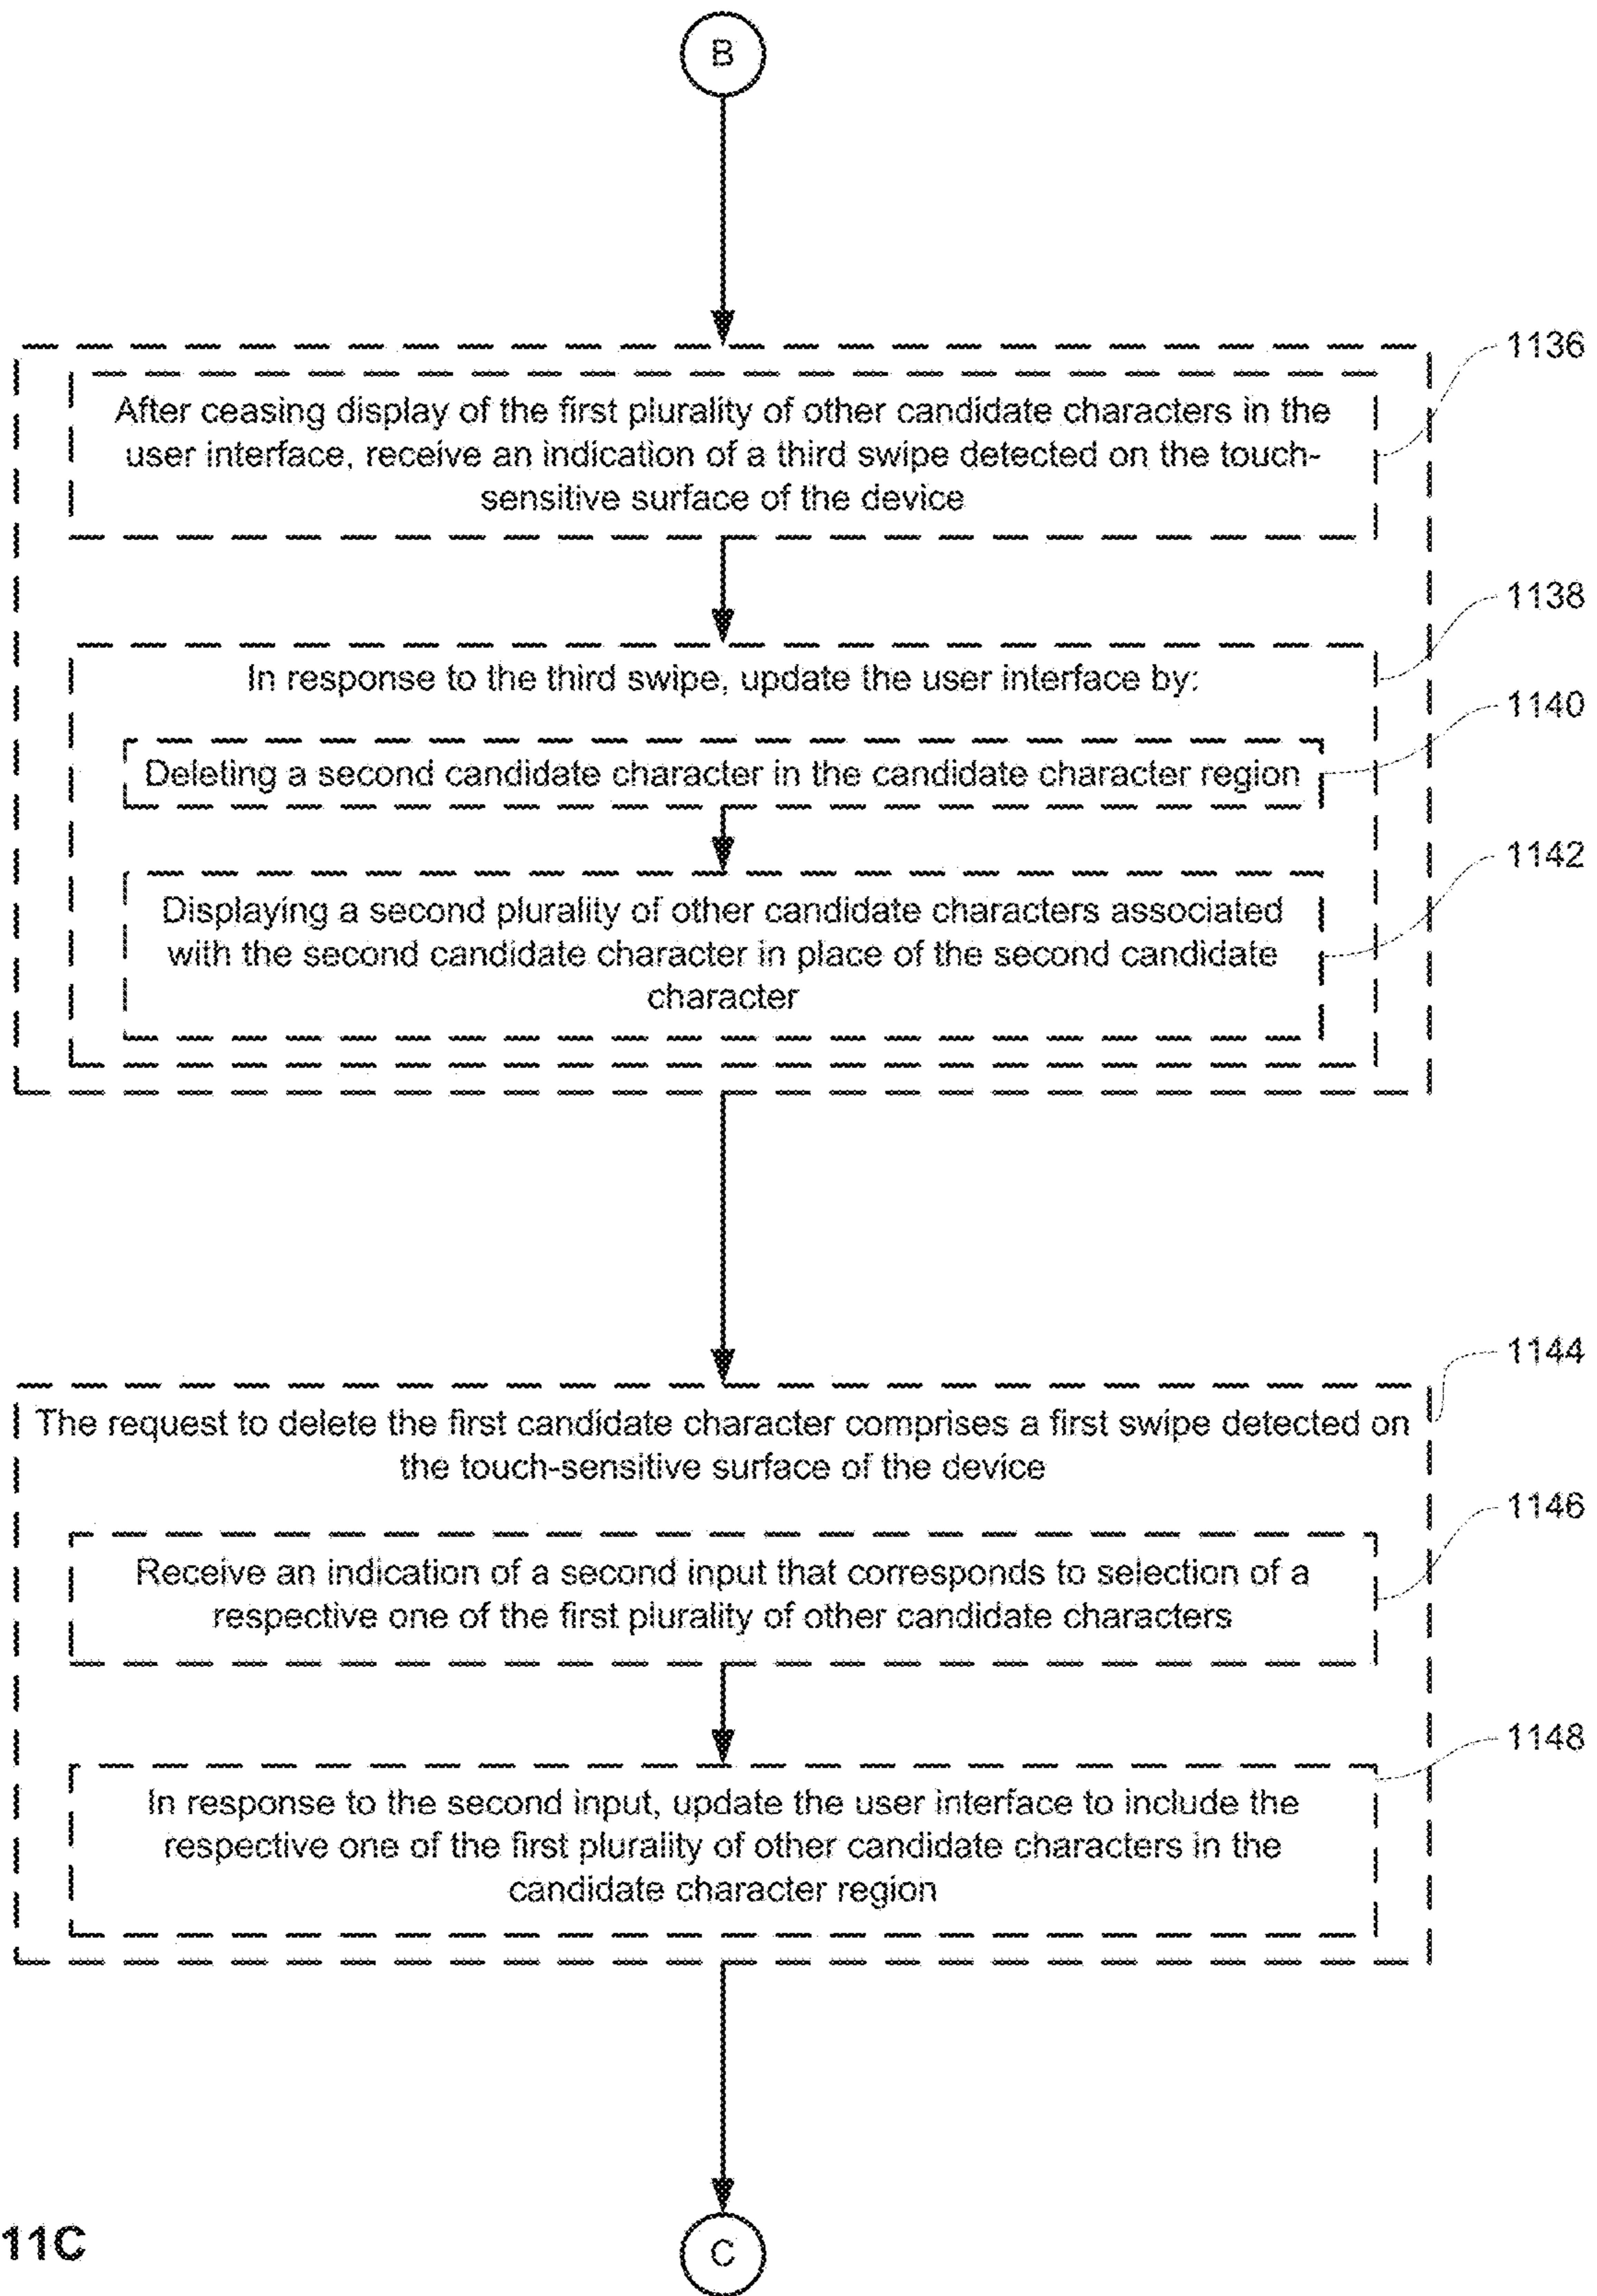 B
1136
After ceasing display of the first plurality of other candidate characters in the
user interface, receive an indication of a third swipe detected on the touch-
sensitive surface of the device
1138
In response to the third swipe, update the user interface by:
1140
Deleting a second candidate character in the candidate character region
1142
Displaying a second plurality of other candidate characters associated
with the second candidate character in place of the second candidate
character
1144
The request to delete the first candidate character comprises a first swipe detected on
the touch-sensitive surface of the device
1146
Receive an indication of a second input that corresponds to selection of a
respective one of the first plurality of other candidate characters
1148
In response to the second input, update the user interface to include the
respective one of the first plurality of other candidate characters in the
candidate character region
11C
C